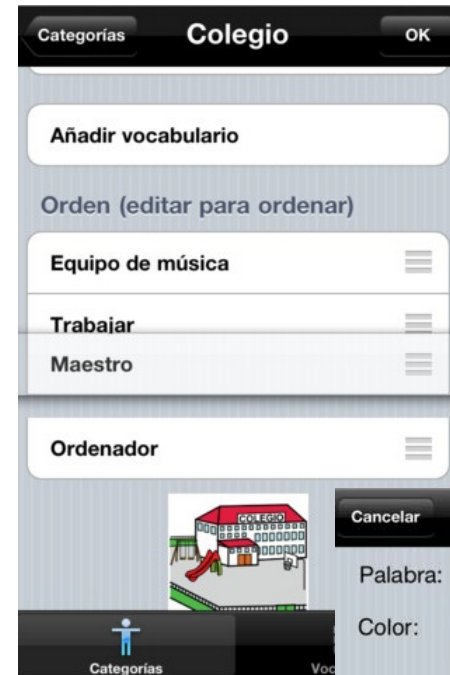 Categorías Colegio OK
Añadir vocabulario
Orden (editar para ordenar)
Equipo de música
Trabajar
Maestro
Ordenador
COLEGIO
Cancelar
Palabra:
Color:
Categorías